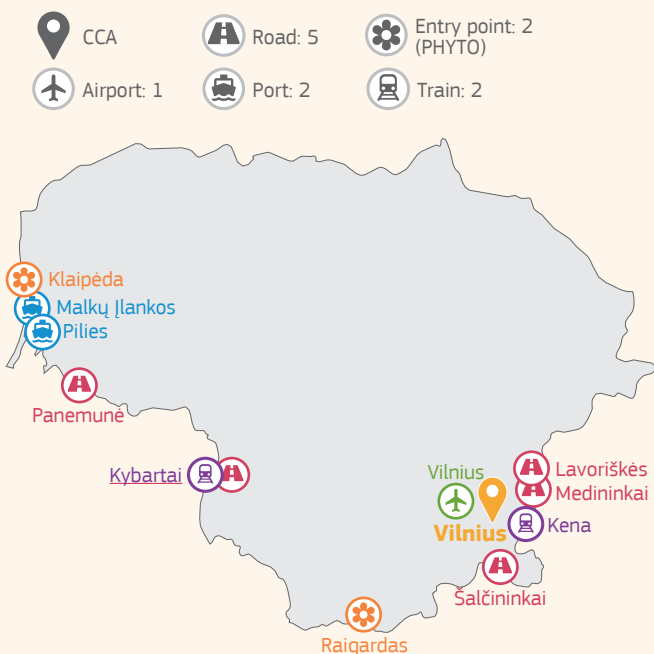 CCA
Road: 5
Entry point: 2
(PHYTO)
Airport: 1
Port: 2
Train: 2
Klaipėda
Malkų Įlankos
Pilies
Panemunė
Kybartai
Vilnius
Lavoriškės
Medininkai
Vilnius
Kena
Šalčininkai
Raigardas